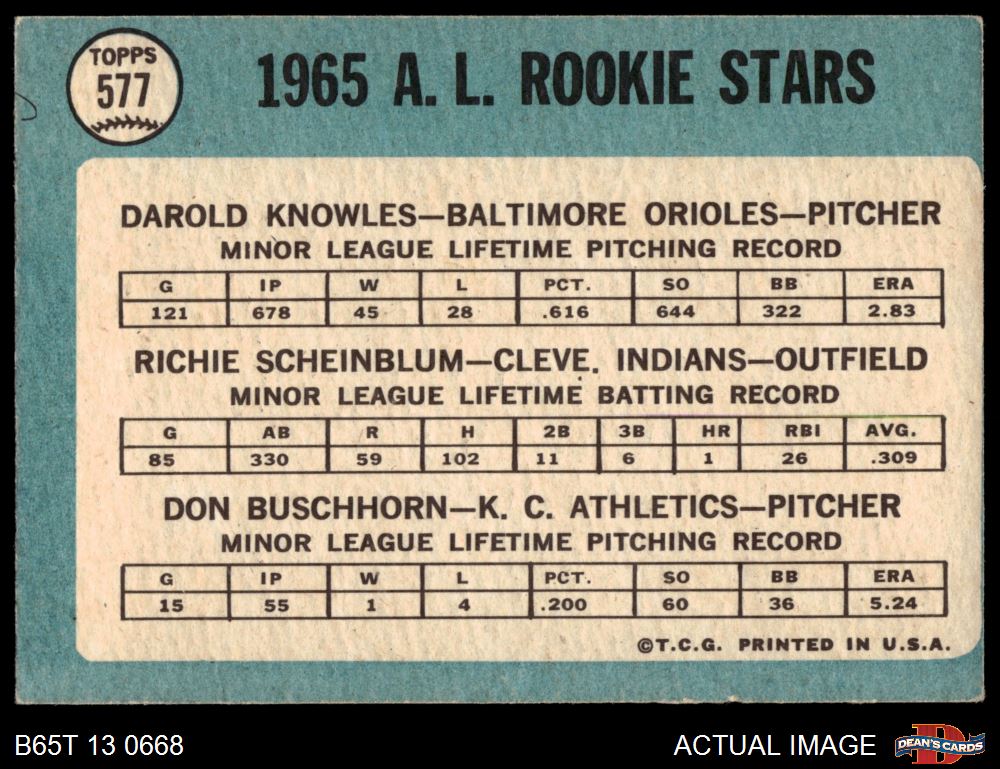 TOPPS
577
1965 A. L. ROOKIE STARS
DAROLD KNOWLES—BALTIMORE ORIOLES—PITCHER
MINOR LEAGUE LIFETIME PITCHING RECORD
G IP W L PCT. SO BB ERA
121 678 45 28 .616 644 322 2.83
RICHIE SCHEINBLUM—CLEVE. INDIANS—OUTFIELD
MINOR LEAGUE LIFETIME BATTING RECORD
G AB R H 2B 3B HR RBI AVG.
85 330 59 102 11 6 1 26 .309
DON BUSCHHORN—K. C. ATHLETICS—PITCHER
MINOR LEAGUE LIFETIME PITCHING RECORD
G IP W L PCT. SO BB ERA
15 55 1 4 .200 60 36 5.24
©T.C.G. PRINTED IN U.S.A.
B65T 13 0668
ACTUAL IMAGE
D
DEAN'S CARDS